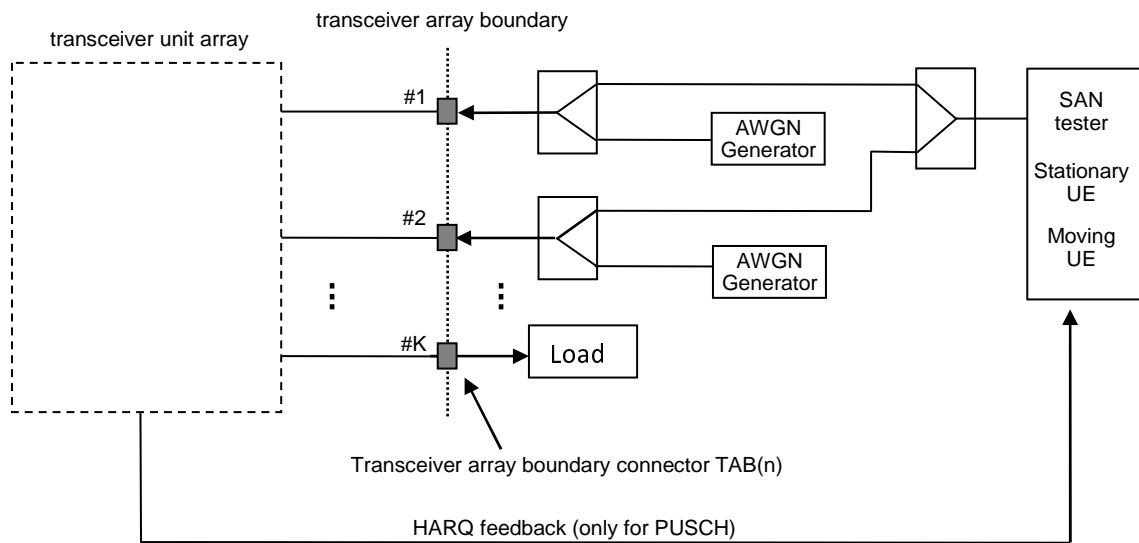 transceiver array boundary
transceiver unit array
#1
AWGN
Generator
SAN
tester
Stationary
UE
Moving
UE
#2
AWGN
Generator
#K
Load
Transceiver array boundary connector TAB(n)
HARQ feedback (only for PUSCH)